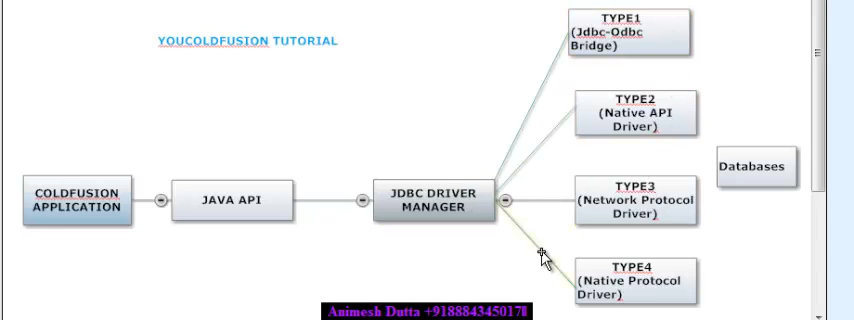 YOUCOLDFUSION TUTORIAL
TYPE1
(Jdbc-Odbc
Bridge)
TYPE2
(Native API
Driver)
Databases
COLDFUSION
APPLICATION
JAVA API
JDBC DRIVER
MANAGER
TYPE3
(Network Protocol
Driver)
TYPE4
(Native Protocol
Driver)
Animesh Dutta